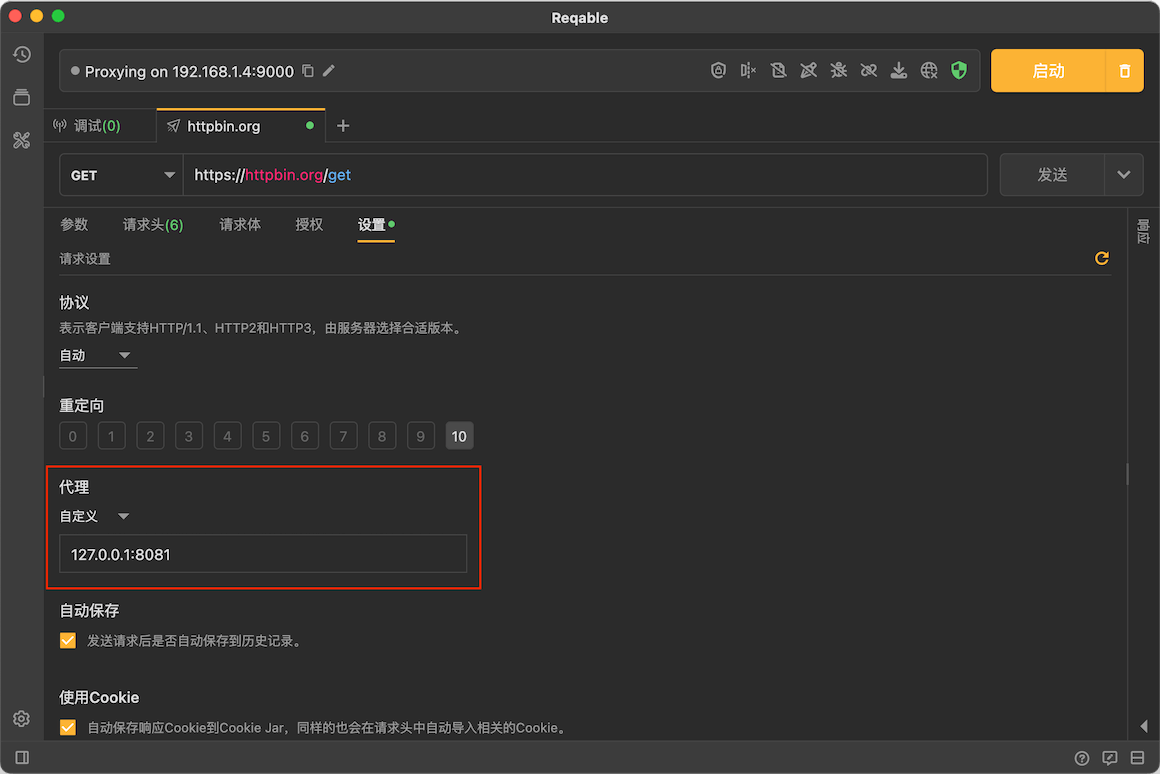 Reqable
Proxying on 192.168.1.4:9000
启动
调试(0)
httpbin.org
GET
https://httpbin.org/get
发送
参数
请求头(6)
请求体
授权
设置
响应
请求设置
协议
表示客户端支持HTTP/1.1、HTTP2和HTTP3，由服务器选择合适版本。
自动
重定向
0 1 2 3 4 5 6 7 8 9 10
代理
自定义
127.0.0.1:8081
自动保存
发送请求后是否自动保存到历史记录。
使用Cookie
自动保存响应Cookie到Cookie Jar，同样的也会在请求头中自动导入相关的Cookie。